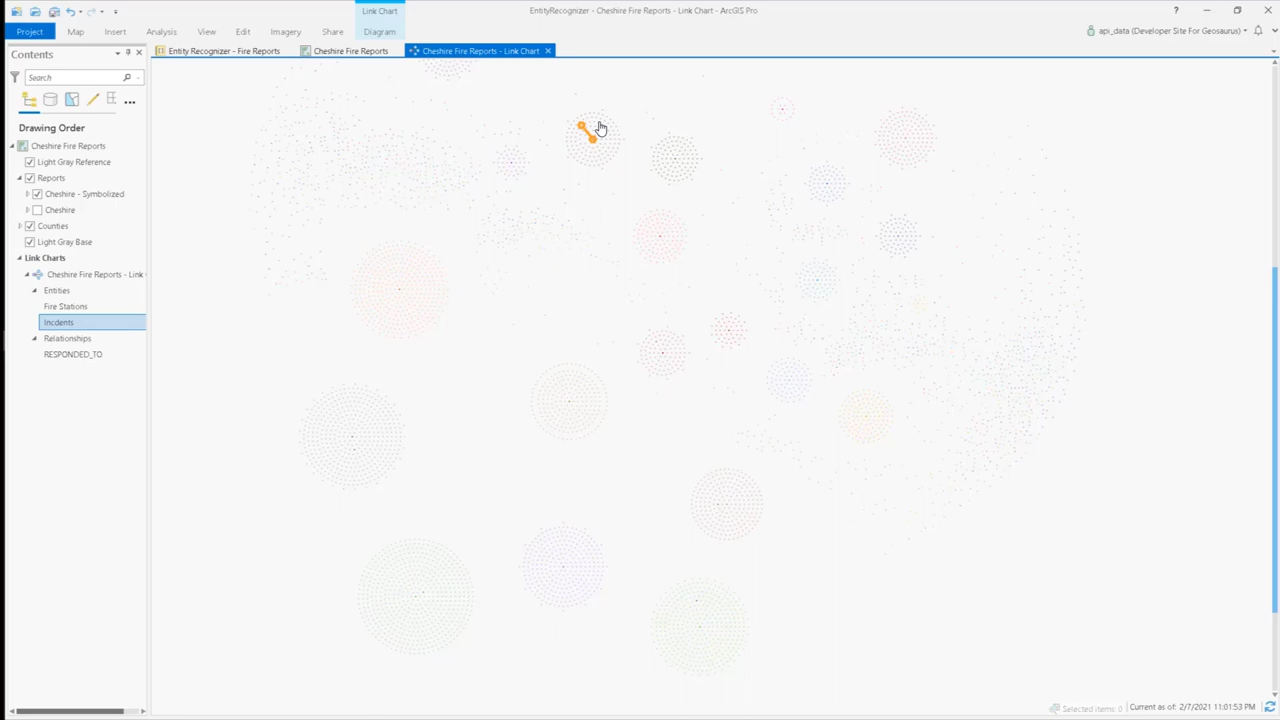 Link Chart
EntityRecognizer - Cheshire Fire Reports - Link Chart - ArcGIS Pro
?
Project
Map
Insert
Analysis
View
Edit
Imagery
Share
Diagram
api_data (Developer Site For Geosaurus)
Contents
Entity Recognizer - Fire Reports
Cheshire Fire Reports
Cheshire Fire Reports - Link Chart
Search
Drawing Order
Cheshire Fire Reports
Light Gray Reference
Reports
Cheshire - Symbolized
Cheshire
Counties
Light Gray Base
Link Charts
Cheshire Fire Reports - Link
Entities
Fire Stations
Incidents
Relationships
RESPONDED_TO
Selected items: 0
Current as of: 2/7/2021 11:01:53 PM